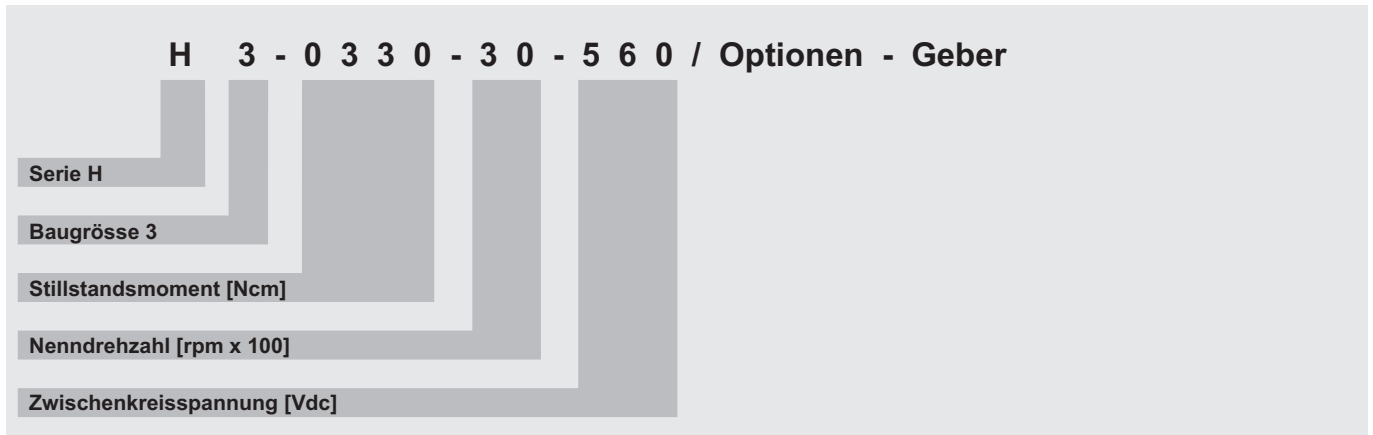 H 3 - 0 3 3 0 - 3 0 - 5 6 0 / Optionen - Geber
Serie H
Baugrösse 3
Stillstandsmoment [Ncm]
Nenndrehzahl [rpm x 100]
Zwischenkreisspannung [Vdc]